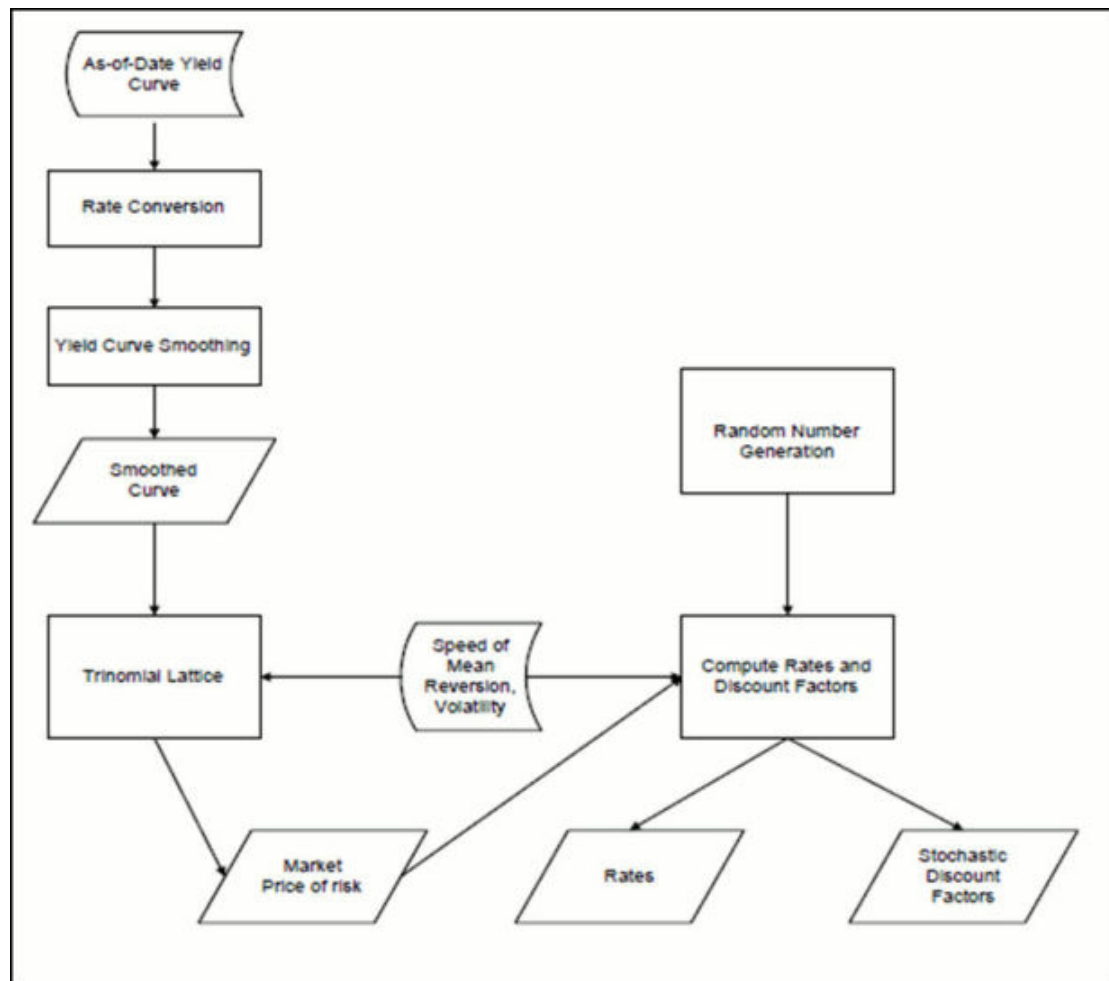 As-of-Date Yield
Curve
Rate Conversion
Yield Curve Smoothing
Smoothed
Curve
Random Number
Generation
Trinomial Lattice
Speed of
Mean
Reversion,
Volatility
Compute Rates and
Discount Factors
Market
Price of risk
Rates
Stochastic
Discount
Factors